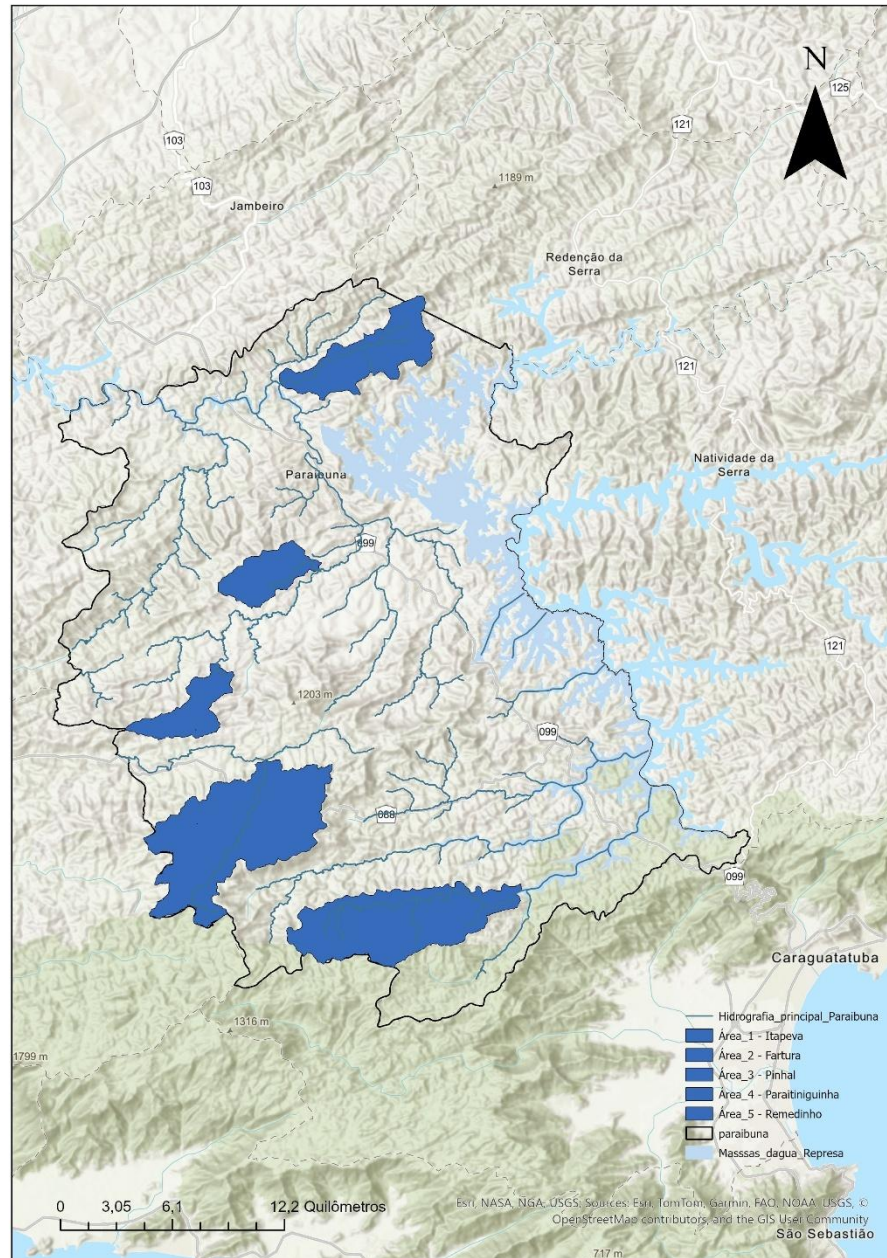 N
125
121
103
103
1189 m
Jambeiro
Redenção da
Serra
121
Natividade da
Serra
Paraibuna
099
121
1203 m
099
088
099
Caraguatatuba
1316 m
1799 m
Hidrografia_principal_Paraibuna
Área_1 - Itapeva
Área_2 - Fartura
Área_3 - Pinhal
Área_4 - Paraitiniguinha
Área_5 - Remedinho
paraibuna
Masssas_dagua_Represa
0 3,05 6,1 12,2 Quilômetros
Esri, NASA, NGA, USGS, Sources: Esri, TomTom, Garmin, FAO, NOAA, USGS, ©
OpenStreetMap contributors, and the GIS User Community
São Sebastião
717 m